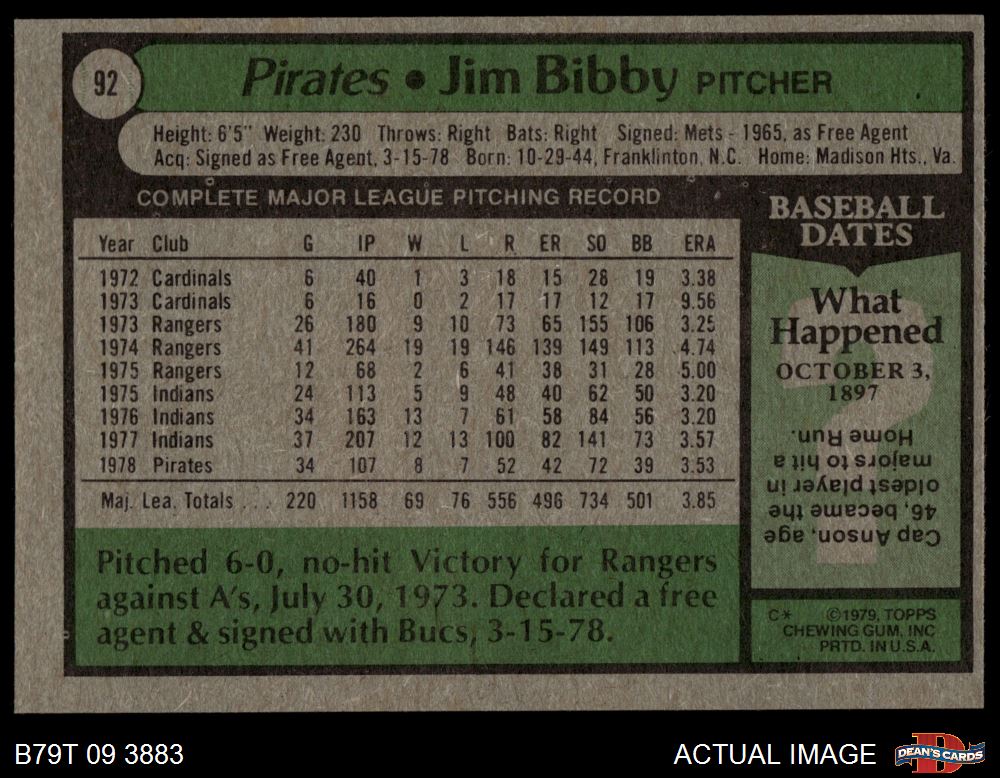 92
Pirates • Jim Bibby PITCHER
Height: 6'5" Weight: 230 Throws: Right Bats: Right Signed: Mets - 1965, as Free Agent
Acq: Signed as Free Agent, 3-15-78 Born: 10-29-44, Franklinton, N.C. Home: Madison Hts., Va.
COMPLETE MAJOR LEAGUE PITCHING RECORD
Year Club G IP W L R ER SO BB ERA
1972 Cardinals 6 40 1 3 18 15 28 19 3.38
1973 Cardinals 6 16 0 2 17 17 12 17 9.56
1973 Rangers 26 180 9 10 73 65 155 106 3.25
1974 Rangers 41 264 19 19 146 139 149 113 4.74
1975 Rangers 12 68 2 6 41 38 31 28 5.00
1975 Indians 24 113 5 9 48 40 62 50 3.20
1976 Indians 34 163 13 7 61 58 84 56 3.20
1977 Indians 37 207 12 13 100 82 141 73 3.57
1978 Pirates 34 107 8 7 52 42 72 39 3.53
Maj. Lea. Totals . . . 220 1158 69 76 556 496 734 501 3.85
Pitched 6-0, no-hit Victory for Rangers
against A's, July 30, 1973. Declared a free
agent & signed with Bucs, 3-15-78.
BASEBALL
DATES
What
Happened
OCTOBER 3,
1897
Cap Anson, age,
46, became the
oldest player in
majors to hit a
Home Run.
C* ©1979, TOPPS
CHEWING GUM, INC
PRTD. IN U.S.A.
B79T 09 3883
ACTUAL IMAGE
DEAN'S CARDS